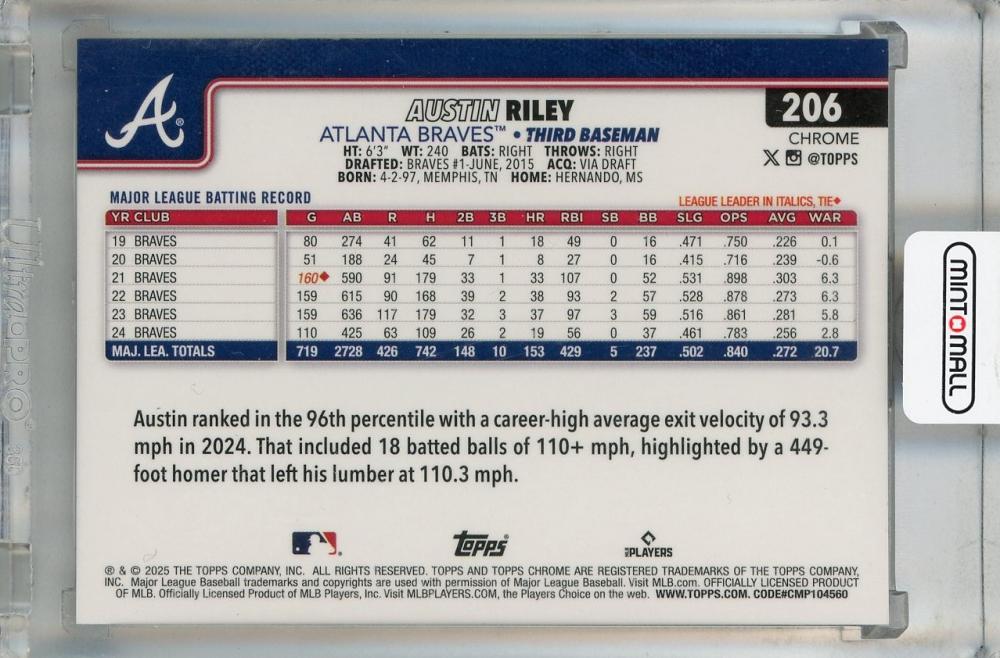 A®
AUSTIN RILEY
206
ATLANTA BRAVES™ • THIRD BASEMAN
CHROME
HT: 6'3" WT: 240 BATS: RIGHT THROWS: RIGHT
DRAFTED: BRAVES #1-JUNE, 2015 ACQ: VIA DRAFT
@TOPPS
BORN: 4-2-97, MEMPHIS, TN HOME: HERNANDO, MS
MAJOR LEAGUE BATTING RECORD
LEAGUE LEADER IN ITALICS, TIE◆
YR CLUB G AB R H 2B 3B HR RBI SB BB SLG OPS AVG WAR
19 BRAVES 80 274 41 62 11 1 18 49 0 16 .471 .750 .226 0.1
20 BRAVES 51 188 24 45 7 1 8 27 0 16 .415 .716 .239 -0.6
21 BRAVES 160◆ 590 91 179 33 1 33 107 0 52 .531 .898 .303 6.3
22 BRAVES 159 615 90 168 39 2 38 93 2 57 .528 .878 .273 6.3
23 BRAVES 159 636 117 179 32 3 37 97 3 59 .516 .861 .281 5.8
24 BRAVES 110 425 63 109 26 2 19 56 0 37 .461 .783 .256 2.8
MAJ. LEA. TOTALS 719 2728 426 742 148 10 153 429 5 237 .502 .840 .272 20.7
Austin ranked in the 96th percentile with a career-high average exit velocity of 93.3
mph in 2024. That included 18 batted balls of 110+ mph, highlighted by a 449-
foot homer that left his lumber at 110.3 mph.
Topps
PLAYERS
® & © 2025 THE TOPPS COMPANY, INC. ALL RIGHTS RESERVED. TOPPS AND TOPPS CHROME ARE REGISTERED TRADEMARKS OF THE TOPPS COMPANY,
INC. Major League Baseball trademarks and copyrights are used with permission of Major League Baseball. Visit MLB.com. OFFICIALLY LICENSED PRODUCT
OF MLB. Officially Licensed Product of MLB Players, Inc. Visit MLBPLAYERS.COM, the Players Choice on the web. WWW.TOPPS.COM. CODE#CMP104560
MINT MALL
ULTRA PRO